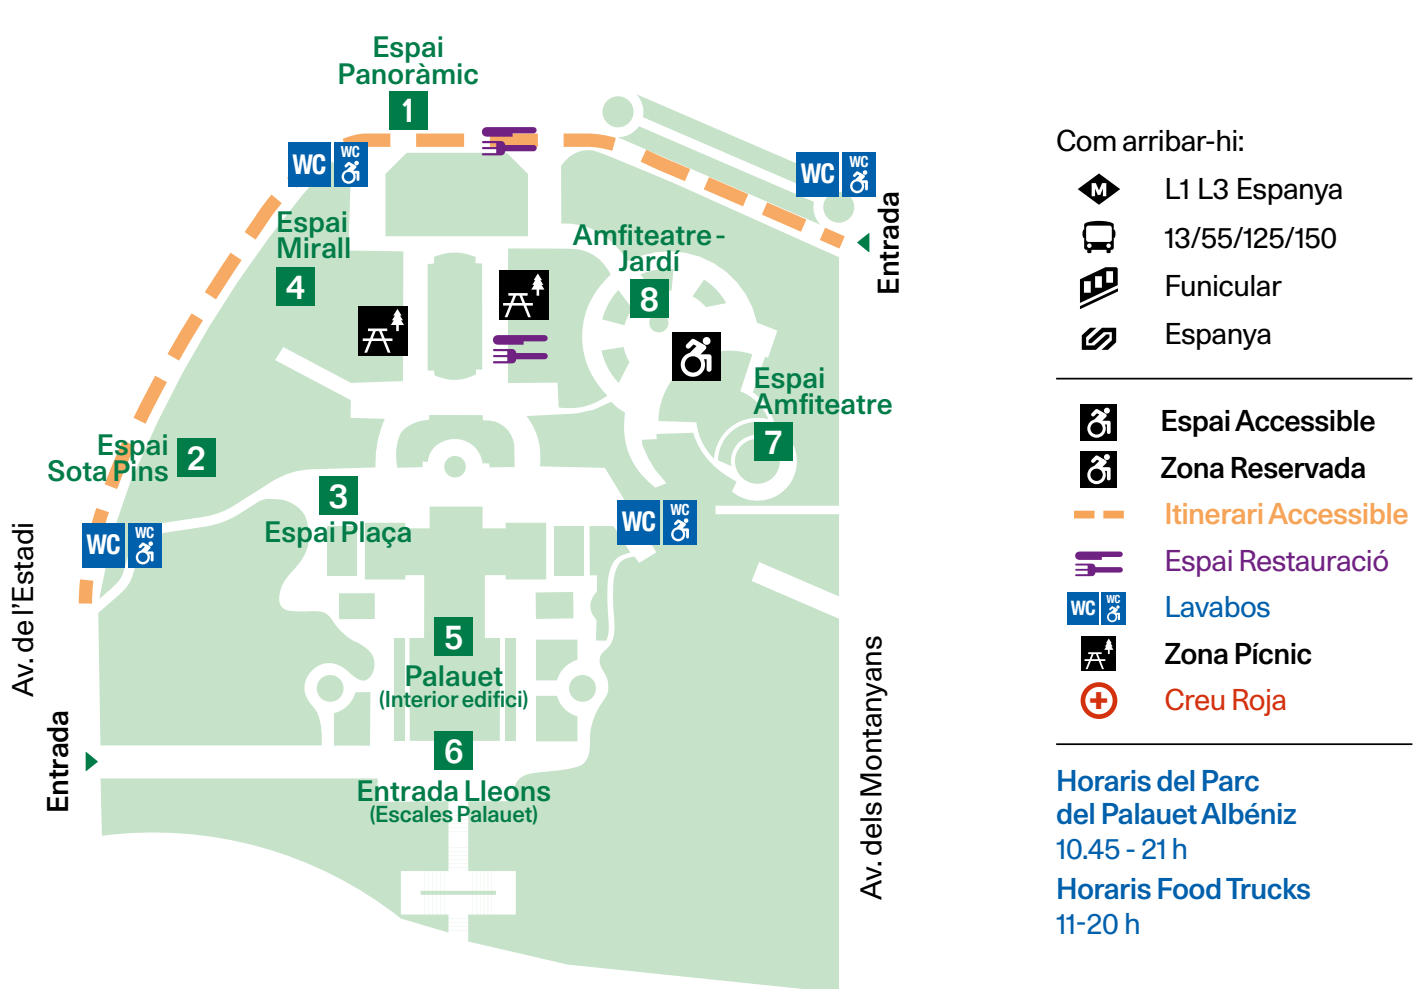 Espai
Panoràmic
1
WC WC
WC WC
Entrada
Espai
Mirall
4
Amfiteatre -
Jardí
8
Espai
Amfiteatre
7
Espai
Sota Pins
2
3
Espai Plaça
WC WC
WC WC
Av. de l'Estadi
5
Palauet
(Interior edifici)
Entrada
6
Entrada Lleons
(Escales Palauet)
Av. dels Montanyans
Com arribar-hi:
M L1 L3 Espanya
13/55/125/150
Funicular
Espanya
Espai Accessible
Zona Reservada
Itinerari Accessible
Espai Restauració
WC WC Lavabos
Zona Pícnic
Creu Roja
Horaris del Parc
del Palauet Albéniz
10.45 - 21 h
Horaris Food Trucks
11-20 h